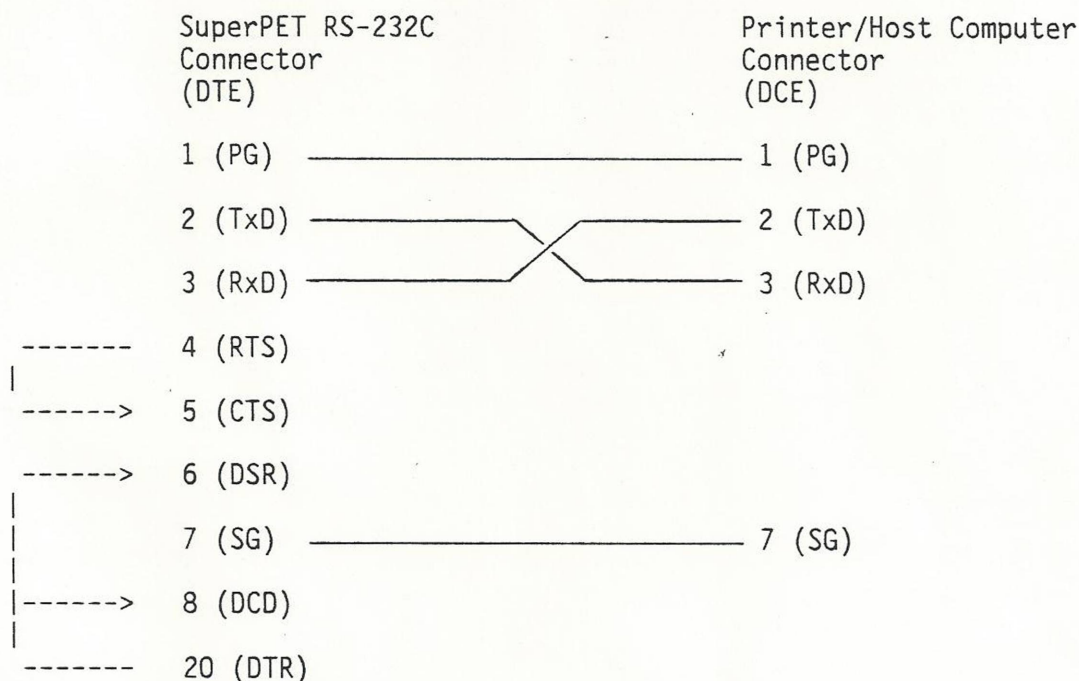 SuperPET RS-232C Printer/Host Computer
Connector Connector
(DTE) (DCE)
1 (PG) 1 (PG)
2 (TxD) 2 (TxD)
3 (RxD) 3 (RxD)
4 (RTS)
5 (CTS)
6 (DSR)
7 (SG) 7 (SG)
8 (DCD)
20 (DTR)